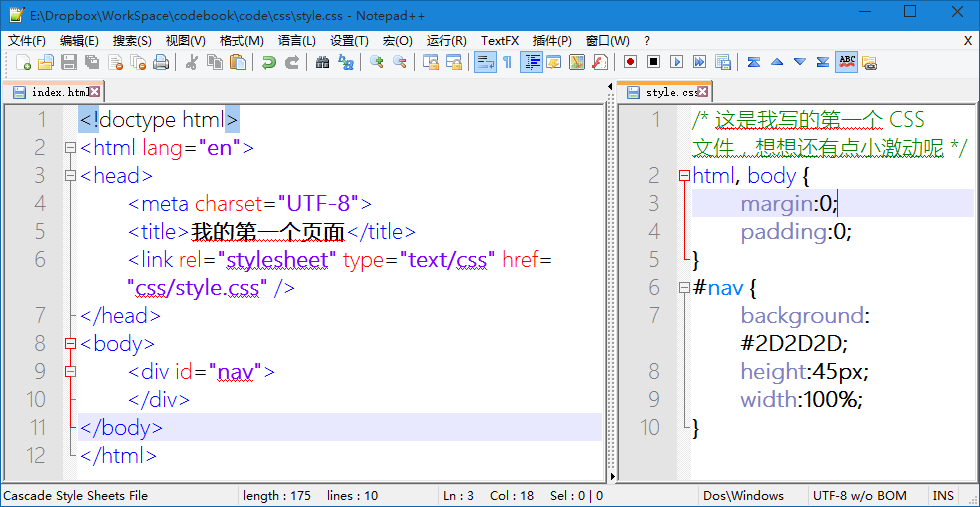 E:\Dropbox\WorkSpace\codebook\code\css\style.css - Notepad++
文件(F) 编辑(E) 搜索(S) 视图(V) 格式(M) 语言(L) 设置(T) 宏(O) 运行(R) TextFX 插件(P) 窗口(W) ? X
ABC
index.html
1 <!doctype html>
2 <html lang="en">
3 <head>
4 <meta charset="UTF-8">
5 <title>我的第一个页面</title>
6 <link rel="stylesheet" type="text/css" href=
"css/style.css" />
7 </head>
8 <body>
9 <div id="nav">
10 </div>
11 </body>
12 </html>
style.css
1 /* 这是我写的第一个 CSS
文件，想想还有点小激动呢 */
2 html, body {
3 margin:0;
4 padding:0;
5 }
6 #nav {
7 background:
#2D2D2D;
8 height:45px;
9 width:100%;
10 }
Cascade Style Sheets File length : 175 lines : 10 Ln : 3 Col : 18 Sel : 0 | 0 Dos\Windows UTF-8 w/o BOM INS